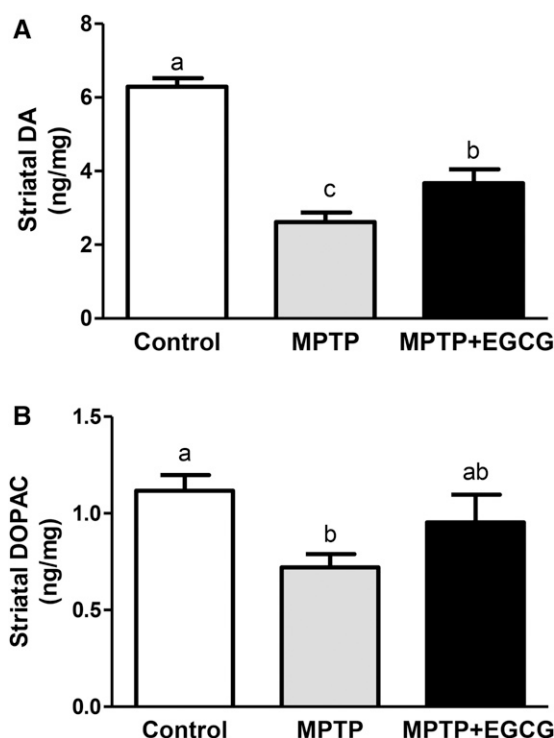 A
Striatal DA
(ng/mg)
8
6
4
2
0
a
c
b
Control
MPTP
MPTP+EGCG
B
Striatal DOPAC
(ng/mg)
1.5
1.0
0.5
0.0
a
b
ab
Control
MPTP
MPTP+EGCG